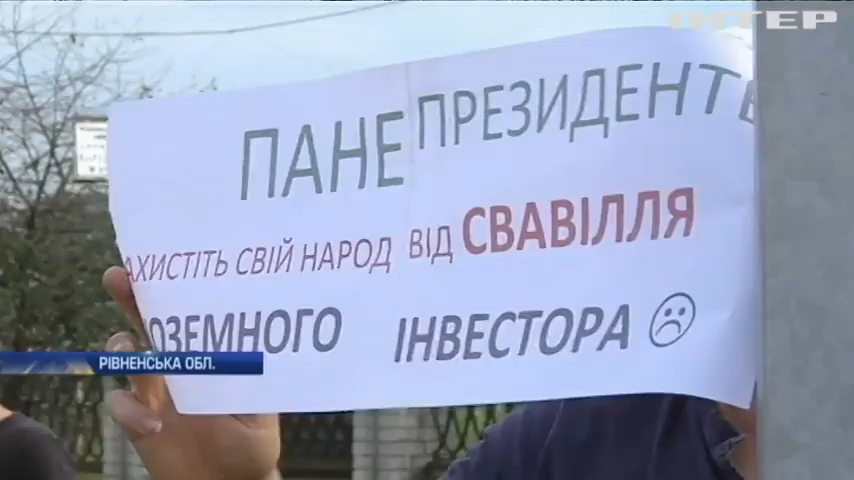 ІНТЕР
ПАНЕ ПРЕЗИДЕНТЕ
АХИСТІТЬ СВІЙ НАРОД ВІД СВАВІЛЛЯ
ОЗЕМНОГО ІНВЕСТОРА
РІВНЕНСЬКА ОБЛ.